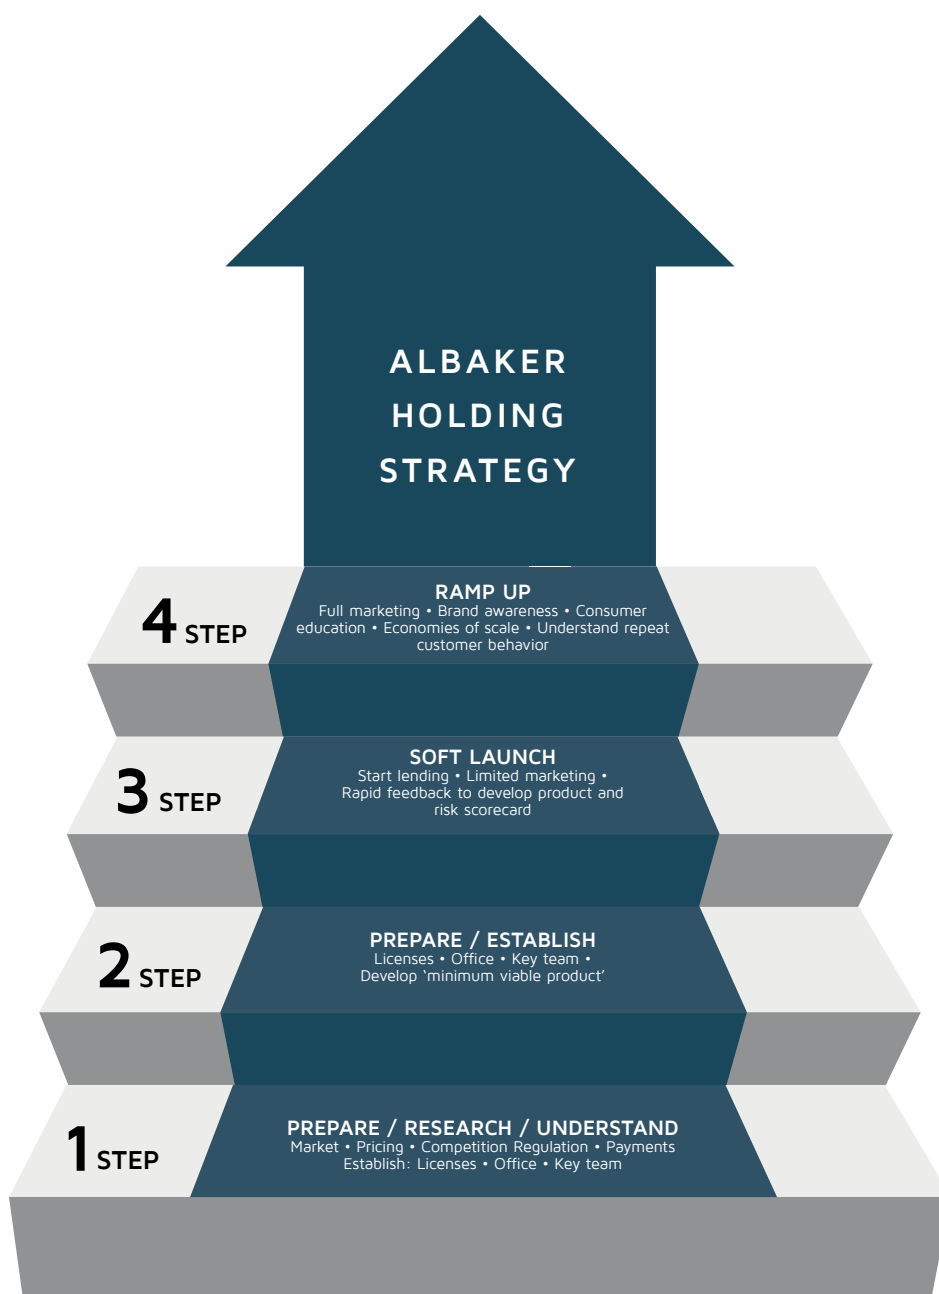 ALBAKER
HOLDING
STRATEGY
4 STEP
RAMP UP
Full marketing • Brand awareness • Consumer
education • Economies of scale • Understand repeat
customer behavior
3 STEP
SOFT LAUNCH
Start lending • Limited marketing •
Rapid feedback to develop product and
risk scorecard
2 STEP
PREPARE / ESTABLISH
Licenses • Office • Key team •
Develop ‘minimum viable product’
1 STEP
PREPARE / RESEARCH / UNDERSTAND
Market • Pricing • Competition Regulation • Payments
Establish: Licenses • Office • Key team